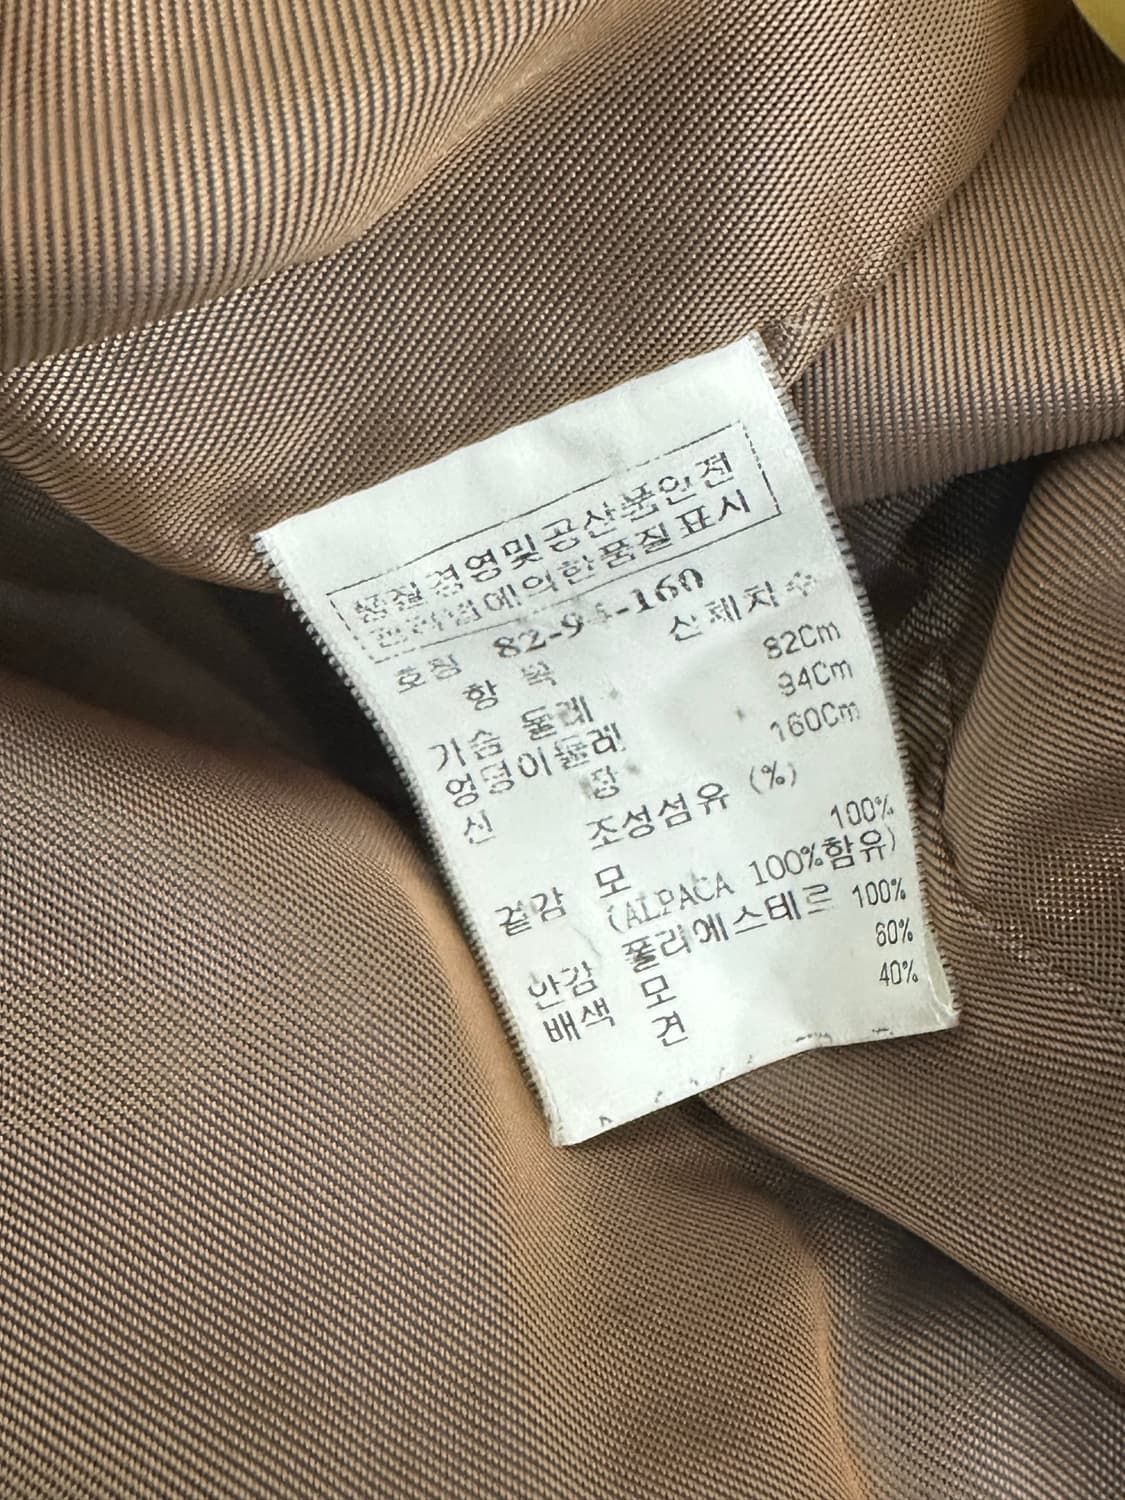 품질경영및공산품안전
관리법에의한품질표시
호칭 82-94-160
항 목 신체치수
가슴 둘레 82Cm
엉덩이둘레 94Cm
신 장 160Cm
조성섬유 (%)
겉감 모 100%
(ALPACA 100%함유)
안감 폴리에스테르 100%
배색 모 60%
견 40%